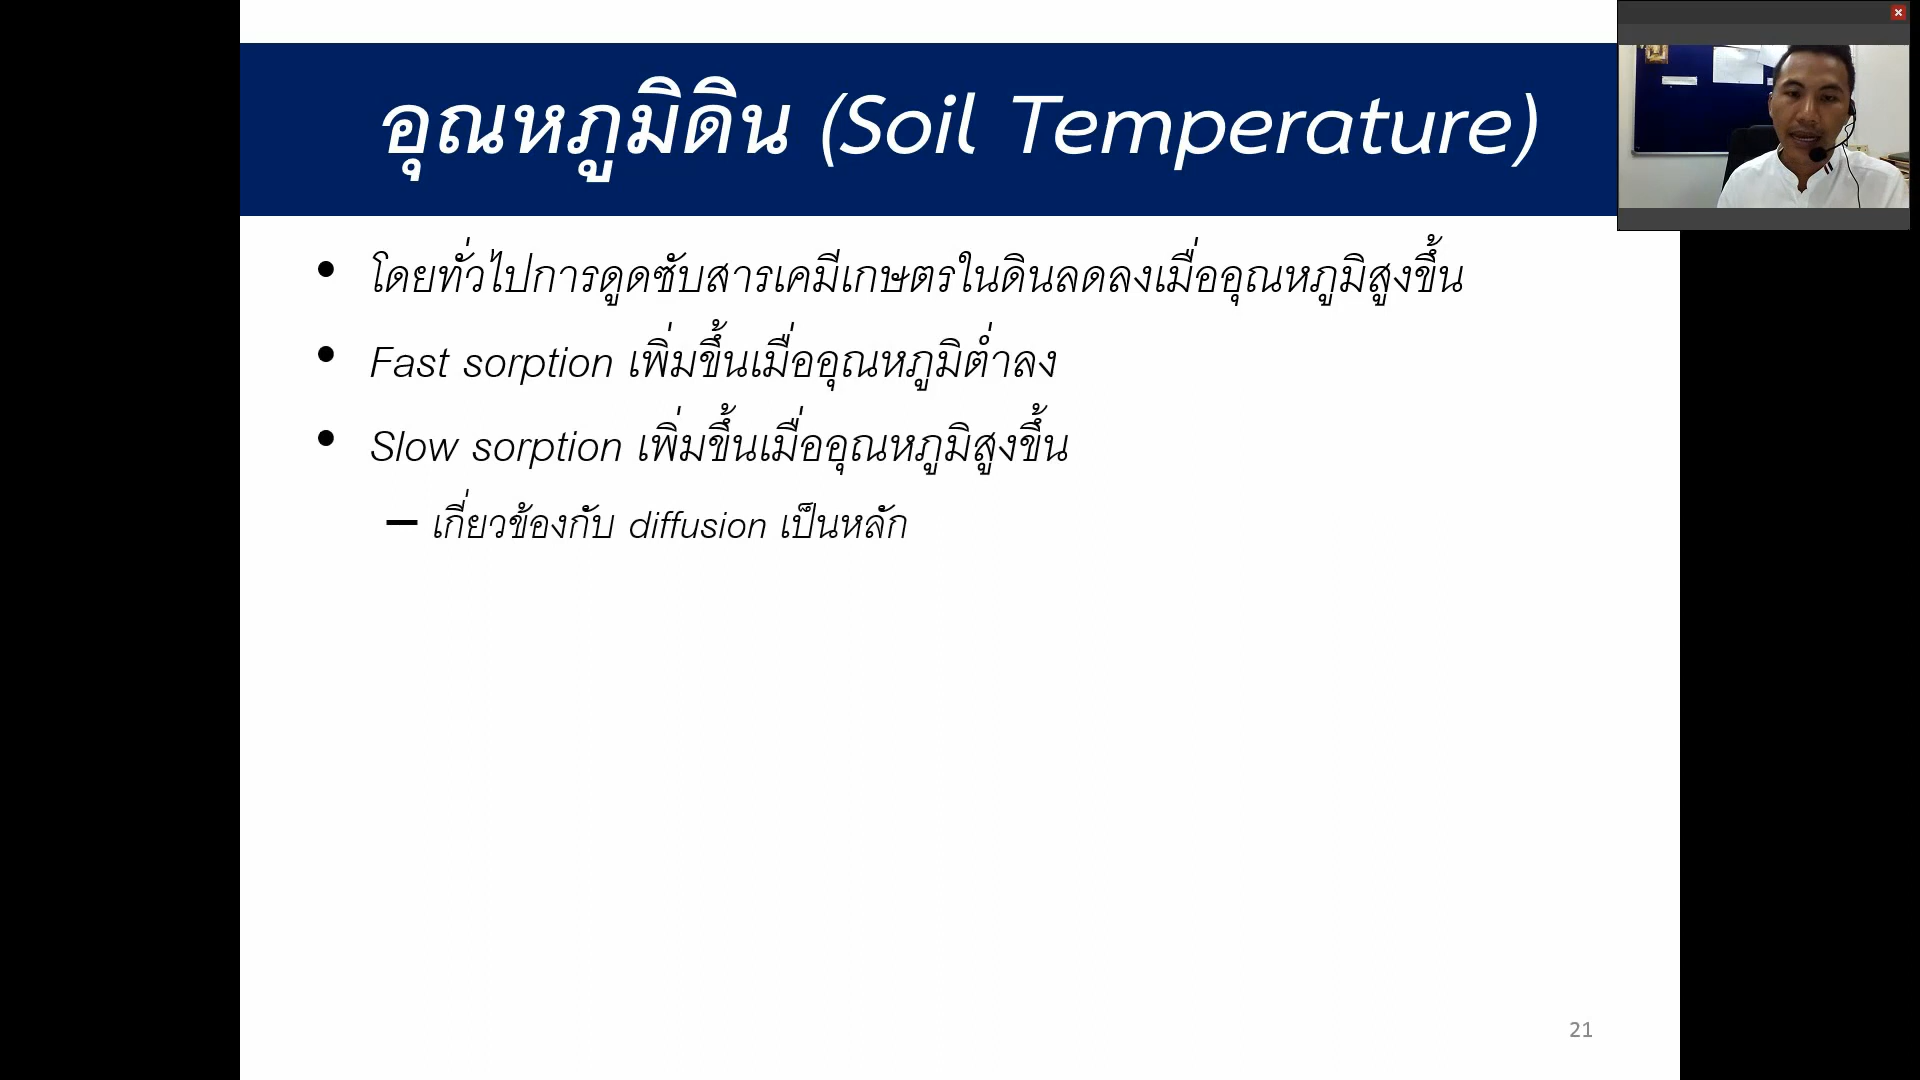 อุณหภูมิดิน (Soil Temperature)
• โดยทั่วไปการดูดซับสารเคมีเกษตรในดินลดลงเมื่ออุณหภูมิสูงขึ้น
• Fast sorption เพิ่มขึ้นเมื่ออุณหภูมิต่ำลง
• Slow sorption เพิ่มขึ้นเมื่ออุณหภูมิสูงขึ้น
– เกี่ยวข้องกับ diffusion เป็นหลัก
21